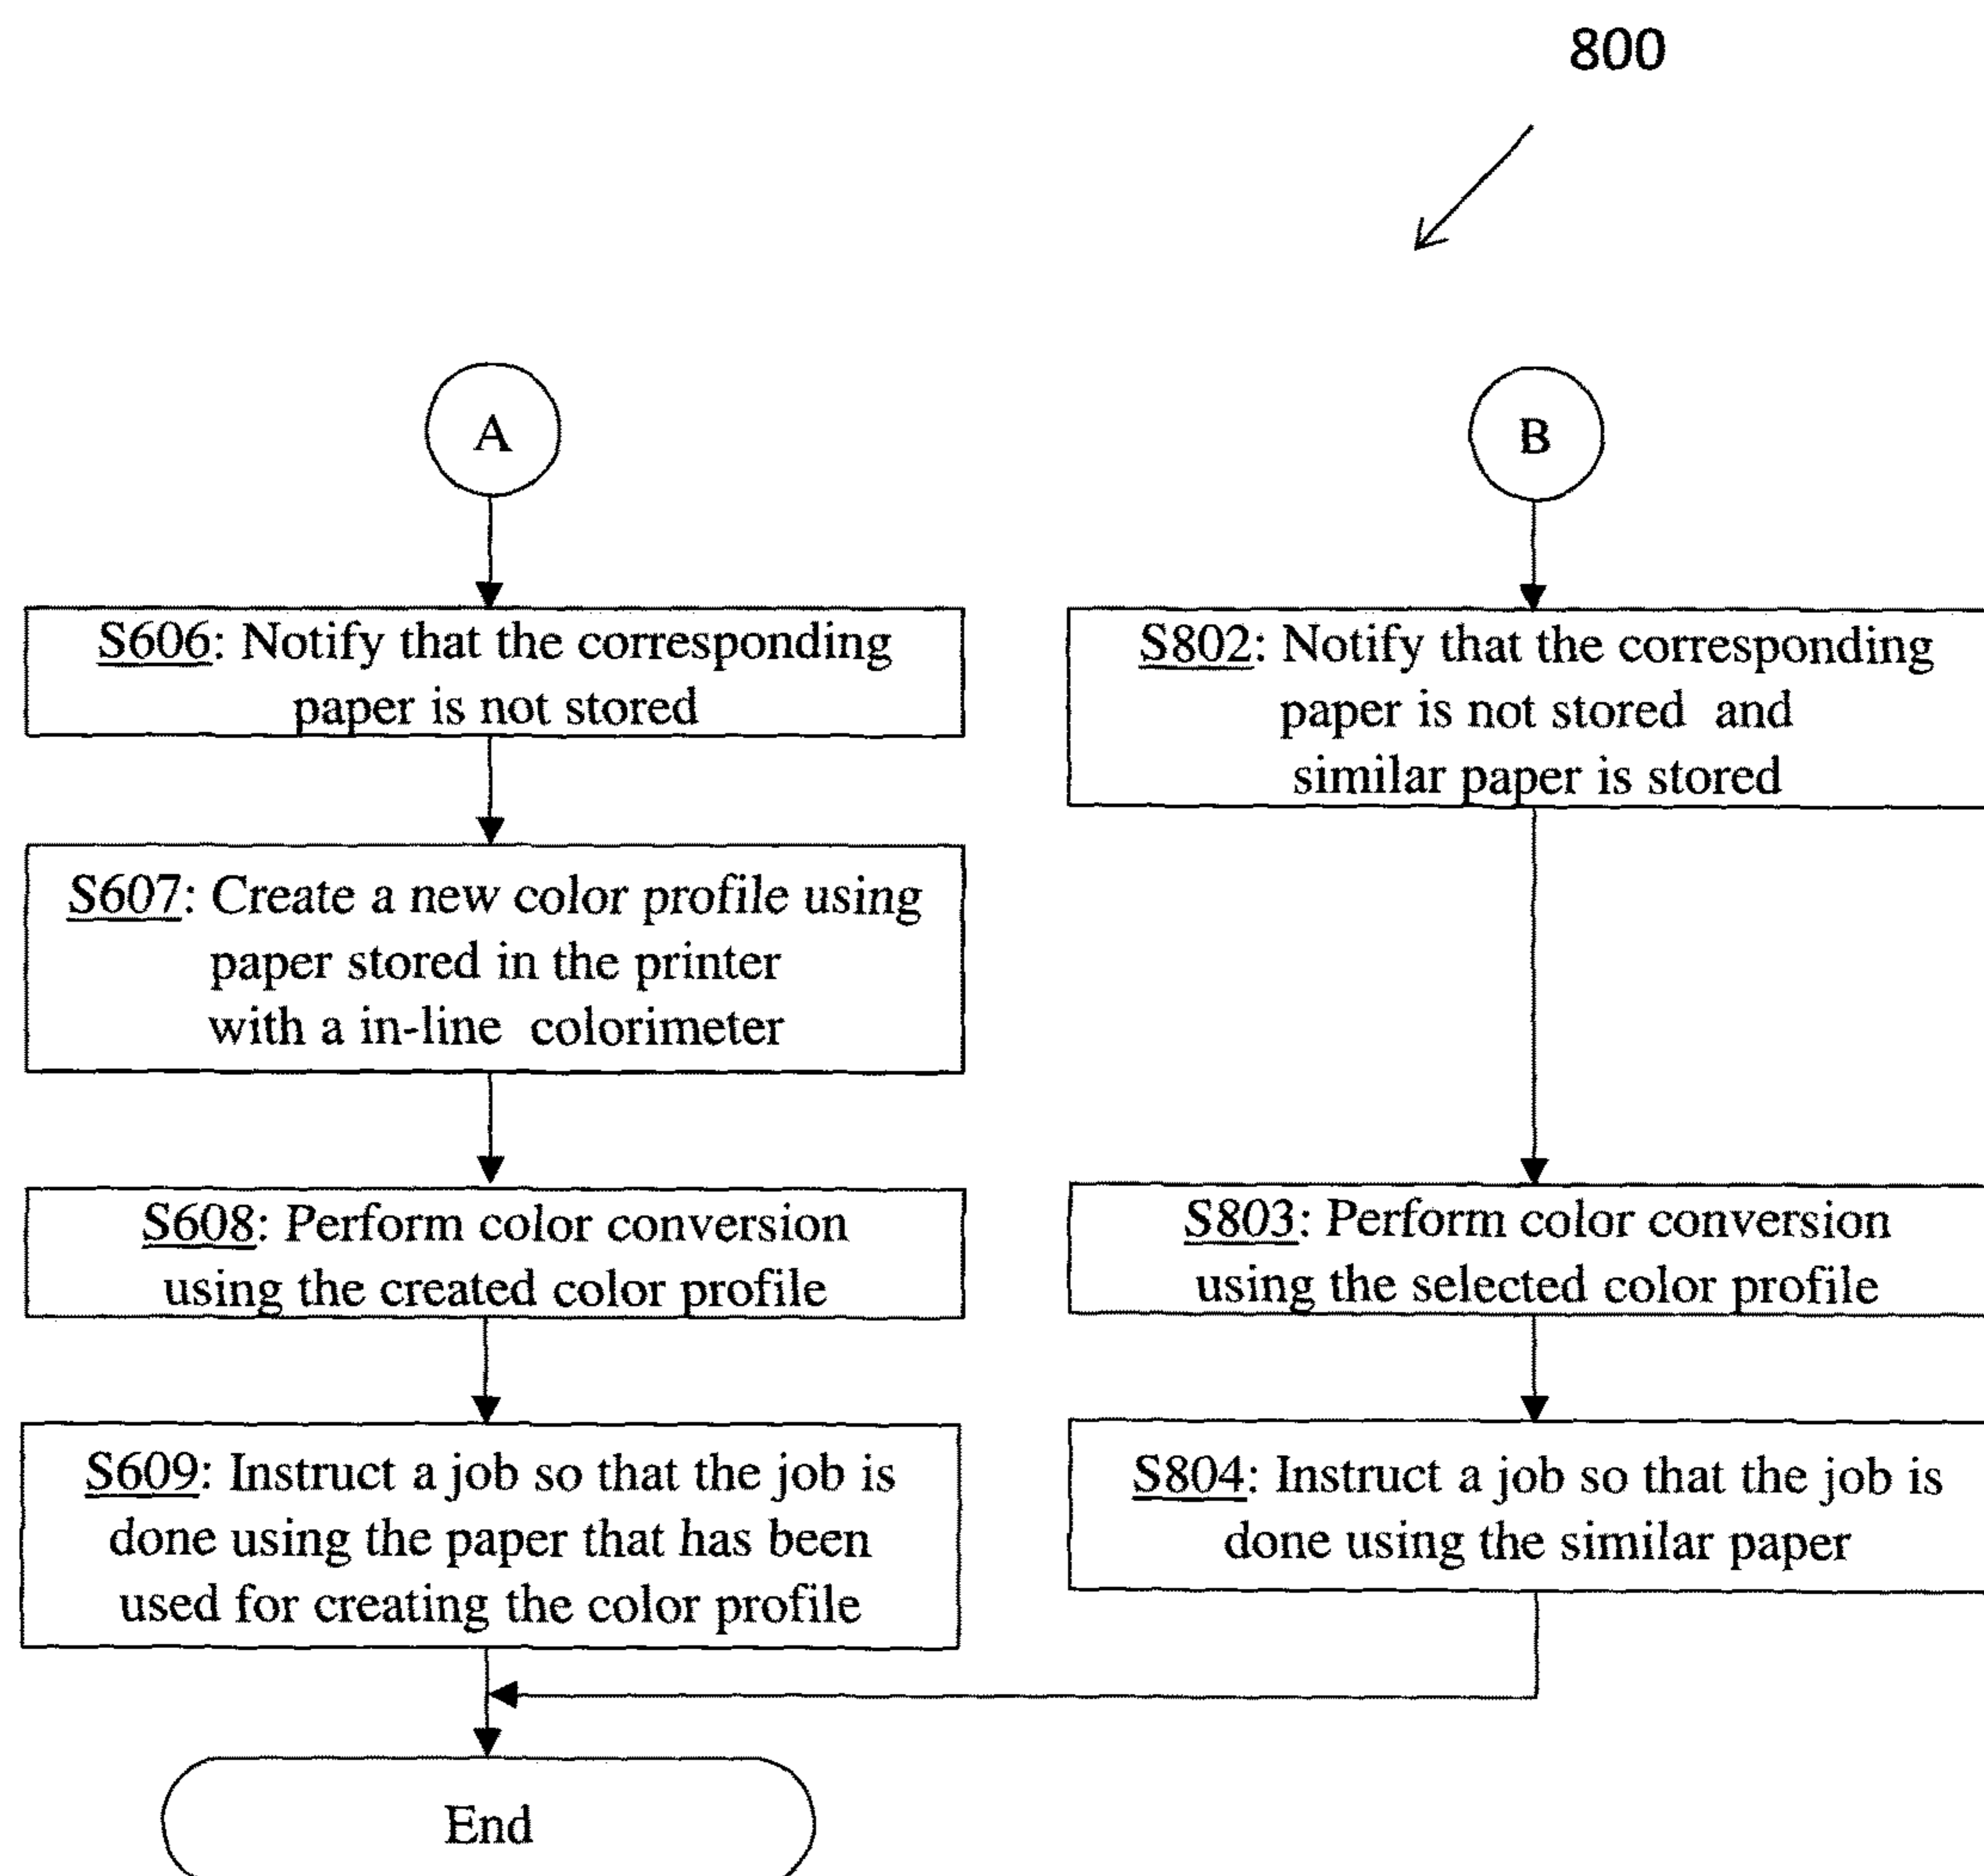 800
A
S606: Notify that the corresponding
paper is not stored
S607: Create a new color profile using
paper stored in the printer
with a in-line colorimeter
S608: Perform color conversion
using the created color profile
S609: Instruct a job so that the job is
done using the paper that has been
used for creating the color profile
B
S802: Notify that the corresponding
paper is not stored and
similar paper is stored
S803: Perform color conversion
using the selected color profile
S804: Instruct a job so that the job is
done using the similar paper
End